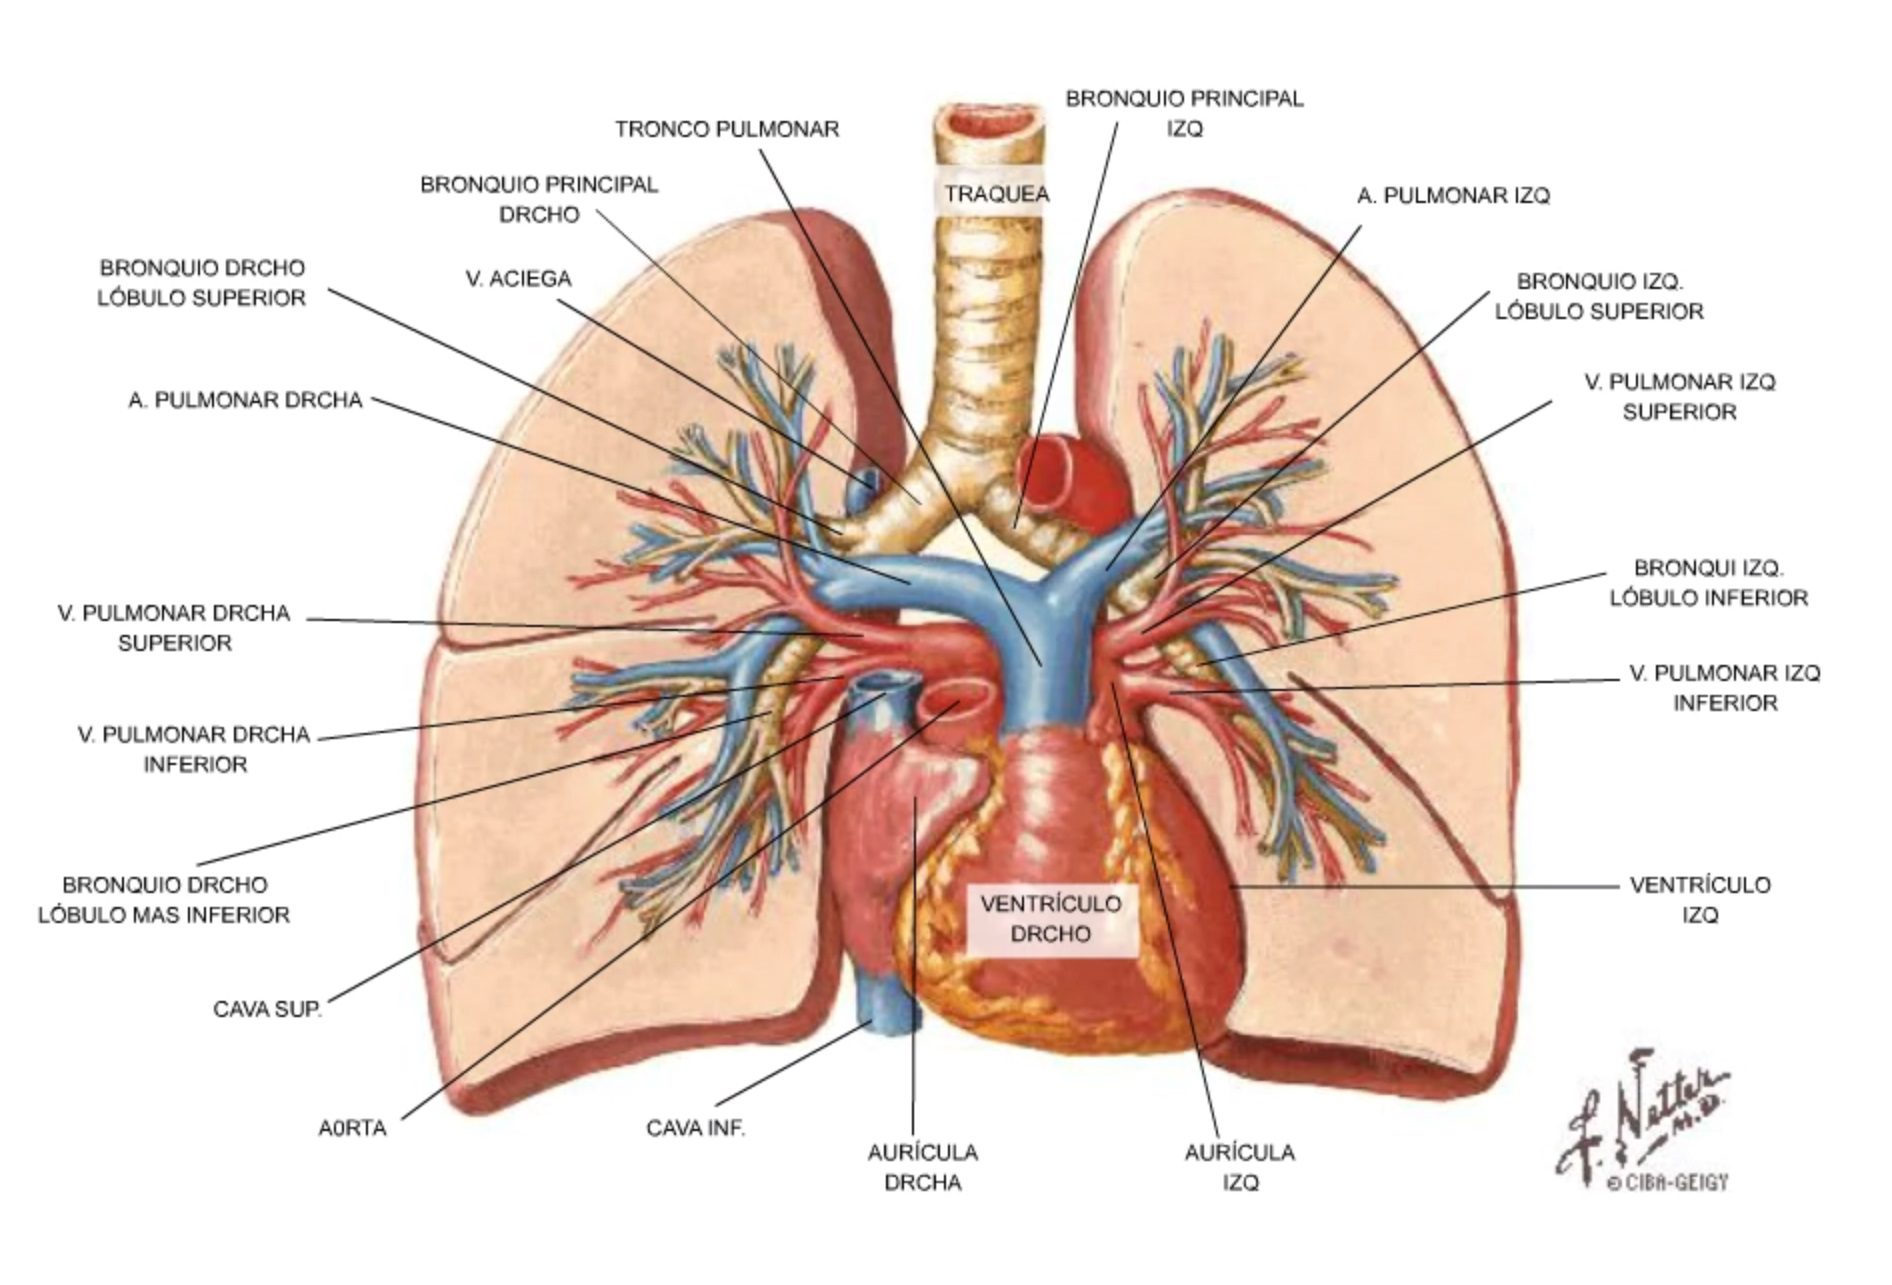 BRONQUIO PRINCIPAL
IZQ
TRONCO PULMONAR
TRAQUEA
BRONQUIO PRINCIPAL
DRCHO
A. PULMONAR IZQ
BRONQUIO DRCHO
LÓBULO SUPERIOR
V. ACIEGA
BRONQUIO IZQ.
LÓBULO SUPERIOR
A. PULMONAR DRCHA
V. PULMONAR IZQ
SUPERIOR
BRONQUI IZQ.
LÓBULO INFERIOR
V. PULMONAR DRCHA
SUPERIOR
V. PULMONAR IZQ
INFERIOR
V. PULMONAR DRCHA
INFERIOR
BRONQUIO DRCHO
LÓBULO MAS INFERIOR
VENTRÍCULO
DRCHO
VENTRÍCULO
IZQ
CAVA SUP.
A0RTA
CAVA INF.
AURÍCULA
DRCHA
AURÍCULA
IZQ
F. Netter
M.D.
© CIBA-GEIGY